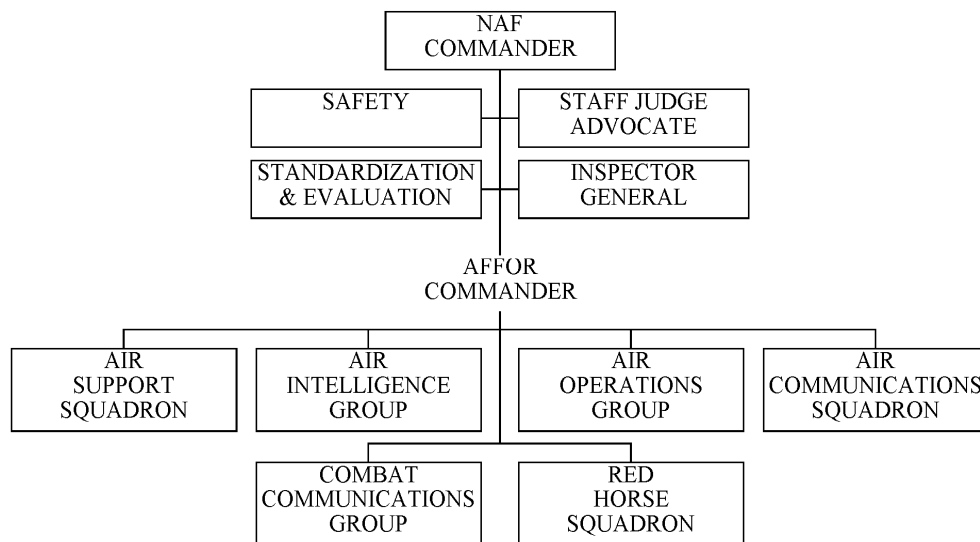 NAF
COMMANDER
SAFETY
STAFF JUDGE
ADVOCATE
STANDARDIZATION
& EVALUATION
INSPECTOR
GENERAL
AFFOR
COMMANDER
AIR
SUPPORT
SQUADRON
AIR
INTELLIGENCE
GROUP
AIR
OPERATIONS
GROUP
AIR
COMMUNICATIONS
SQUADRON
COMBAT
COMMUNICATIONS
GROUP
RED
HORSE
SQUADRON